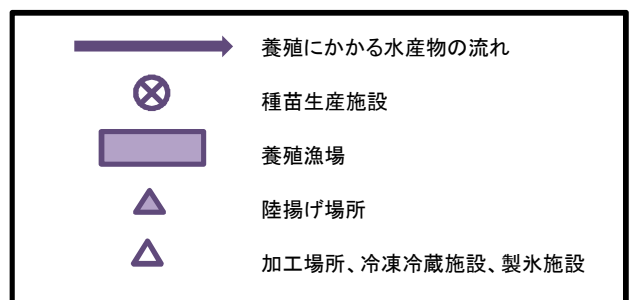 養殖にかかる水産物の流れ
種苗生産施設
養殖漁場
陸揚げ場所
加工場所、冷凍冷蔵施設、製氷施設